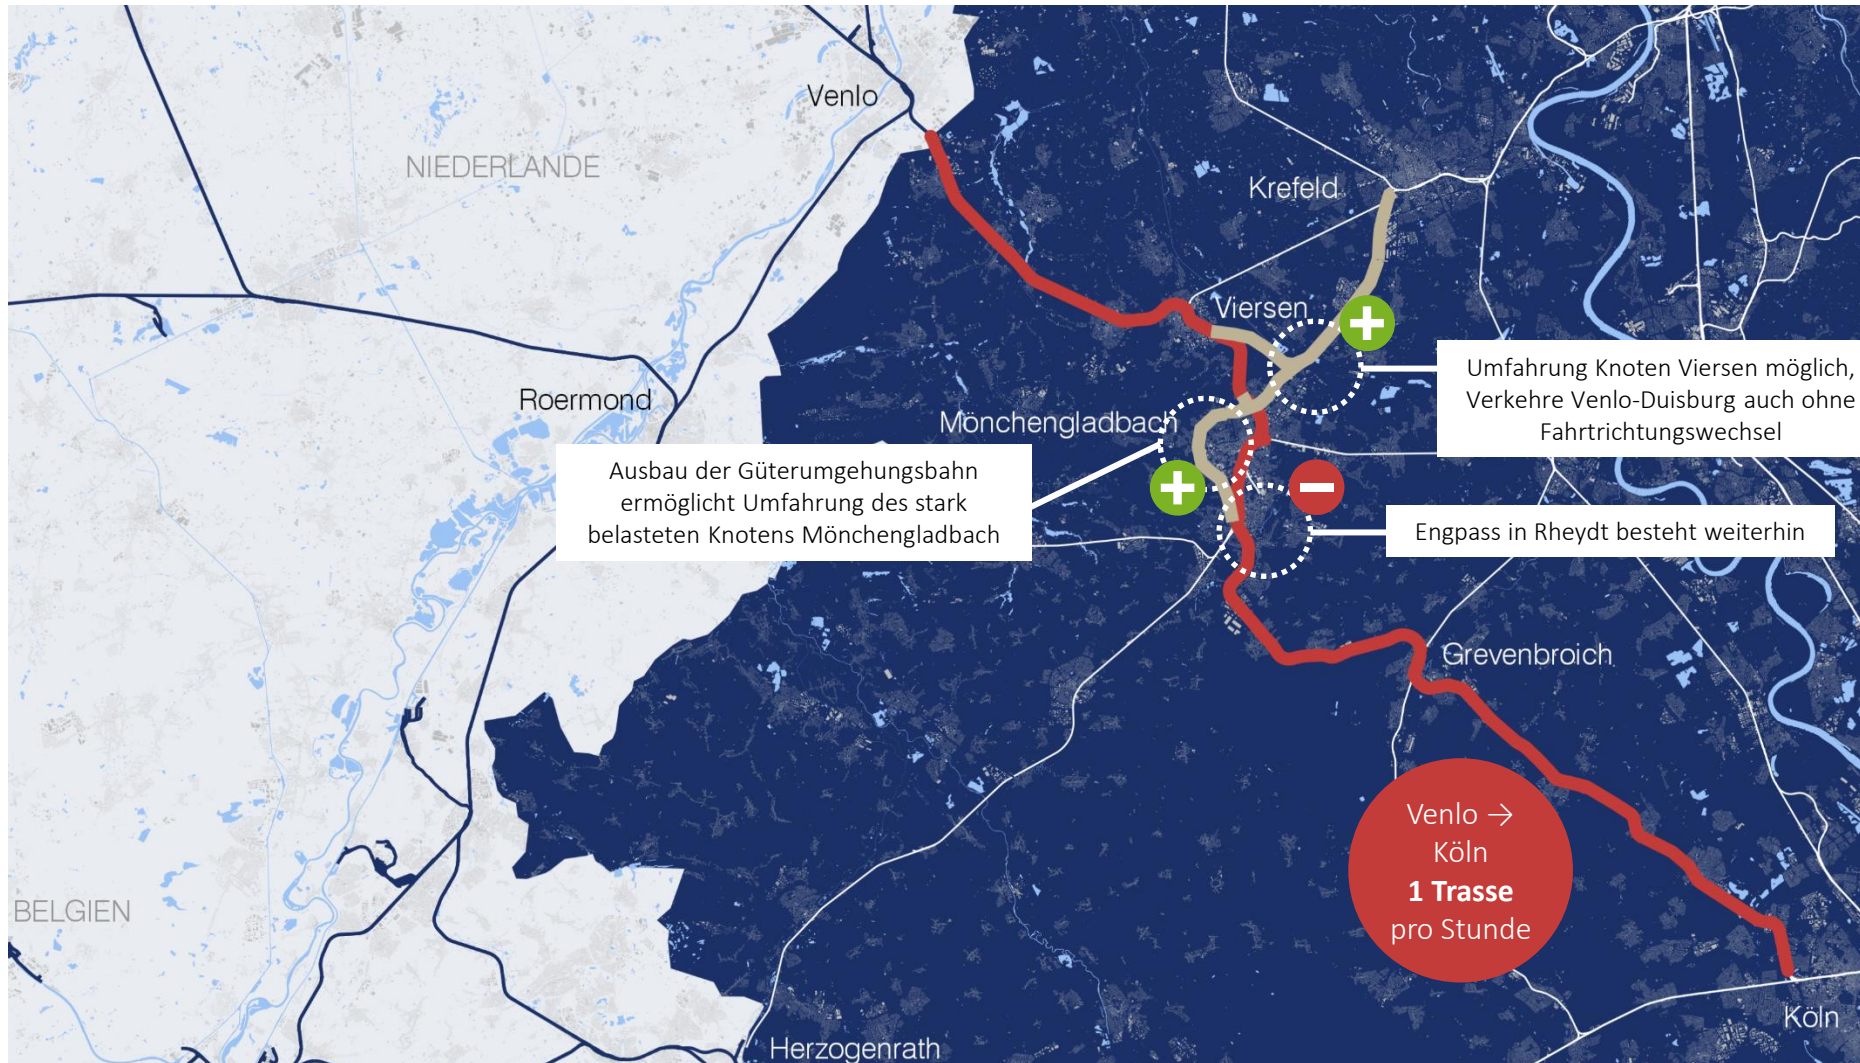 Venlo
NIEDERLANDE
Krefeld
Viersen
Umfahrung Knoten Viersen möglich,
Verkehre Venlo-Duisburg auch ohne
Fahrtrichtungswechsel
Roermond
Mönchengladbach
Ausbau der Güterumgehungsbahn
ermöglicht Umfahrung des stark
belasteten Knotens Mönchengladbach
Engpass in Rheydt besteht weiterhin
Grevenbroich
Venlo →
Köln
1 Trasse
pro Stunde
BELGIEN
Köln
Herzogenrath